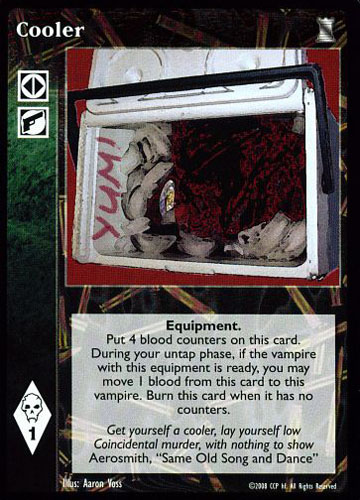 Cooler
YUM!
Equipment.
Put 4 blood counters on this card.
During your untap phase, if the vampire
with this equipment is ready, you may
move 1 blood from this card to this
vampire. Burn this card when it has no
counters.
Get yourself a cooler, lay yourself low
Coincidental murder, with nothing to show
Aerosmith, "Same Old Song and Dance"
1
Illus: Aaron Voss
©2008 CCP hf. All Rights Reserved